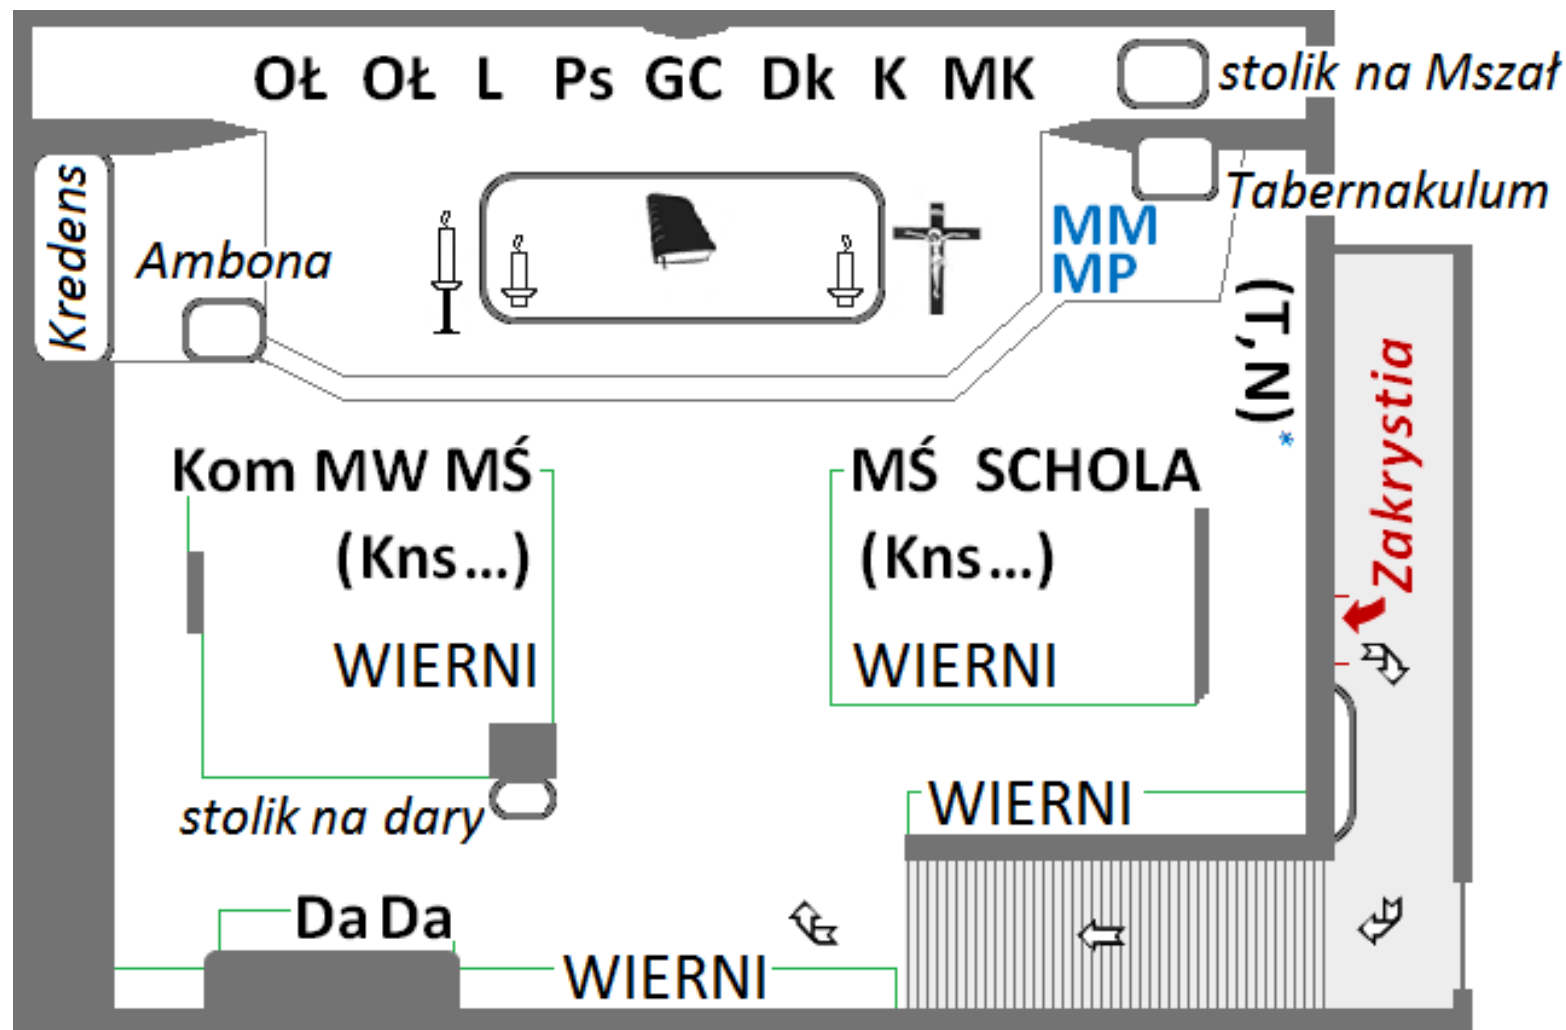 OŁ OŁ L Ps GC Dk K MK
stolik na Mszał
Kredens
Ambona
MM
MP
Tabernakulum
(T,N)*
Zakrystia
Kom MW MŚ
MŚ SCHOLA
(Kns...)
(Kns...)
WIERNI
WIERNI
stolik na dary
WIERNI
Da Da
WIERNI